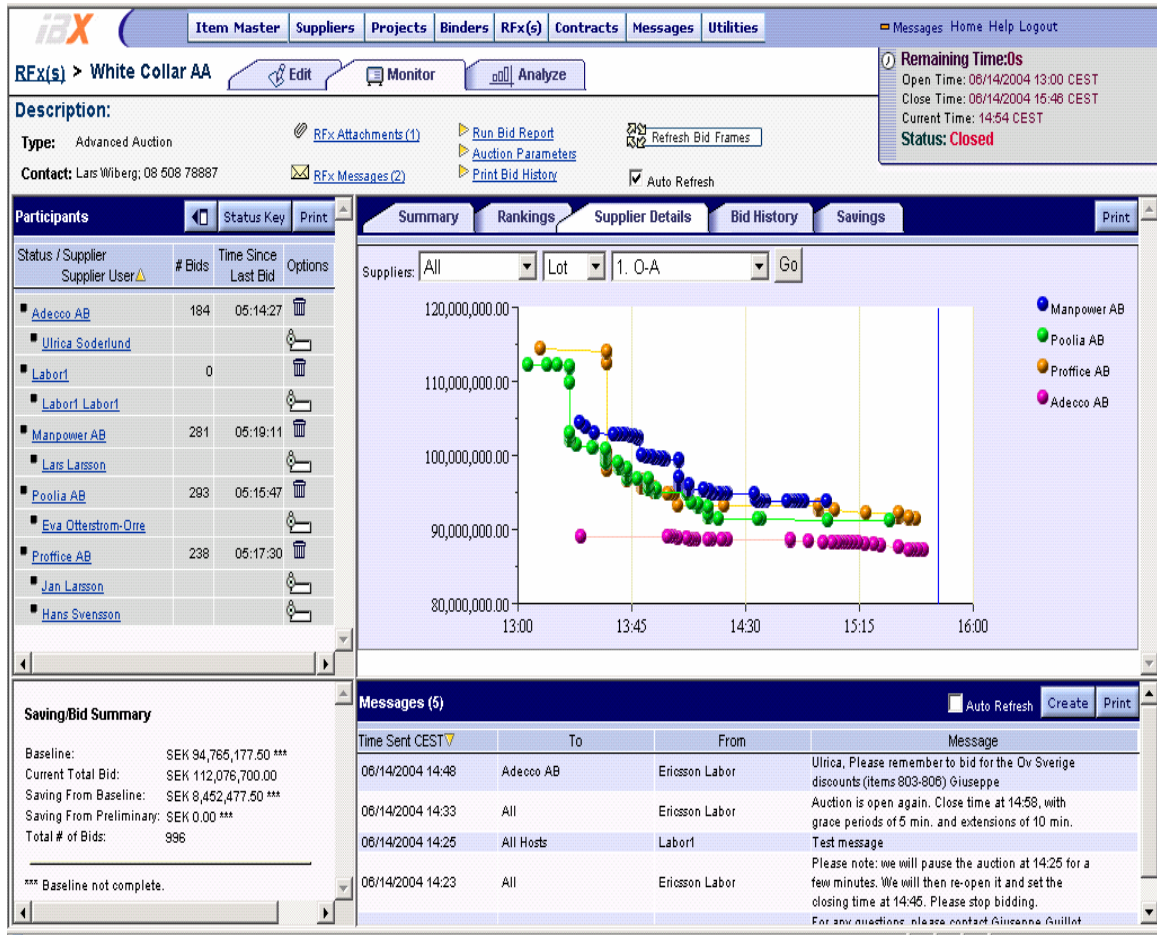 iBX
Item Master Suppliers Projects Binders RFx(s) Contracts Messages Utilities
Messages Home Help Logout
RFx(s) > White Collar AA
Edit Monitor Analyze
Remaining Time:0s
Open Time: 06/14/2004 13:00 CEST
Close Time: 06/14/2004 15:46 CEST
Current Time: 14:54 CEST
Status: Closed
Description:
Type: Advanced Auction
Contact: Lars Wiberg; 08 508 78887
RFx Attachments (1)
RFx Messages (2)
Run Bid Report
Auction Parameters
Print Bid History
Refresh Bid Frames
Auto Refresh
Participants Status Key Print
Status / Supplier
Supplier User
# Bids
Time Since
Last Bid
Options
Adecco AB 184 05:14:27
Ulrica Soderlund
Labor1 0
Labor1 Labor1
Manpower AB 281 05:19:11
Lars Larsson
Poolia AB 293 05:15:47
Eva Otterstrom-Orre
Proffice AB 238 05:17:30
Jan Larsson
Hans Svensson
Summary Rankings Supplier Details Bid History Savings Print
Suppliers: All Lot 1. O-A Go
120,000,000.00
110,000,000.00
100,000,000.00
90,000,000.00
80,000,000.00
13:00 13:45 14:30 15:15 16:00
Manpower AB
Poolia AB
Proffice AB
Adecco AB
Saving/Bid Summary
Baseline: SEK 94,765,177.50 ***
Current Total Bid: SEK 112,076,700.00
Saving From Baseline: SEK 8,452,477.50 ***
Saving From Preliminary: SEK 0.00 ***
Total # of Bids: 996
*** Baseline not complete.
Messages (5) Auto Refresh Create Print
Time Sent CEST To From Message
06/14/2004 14:48 Adecco AB Ericsson Labor Ulrica, Please remember to bid for the Ov Sverige
discounts (items 803-806) Giuseppe
06/14/2004 14:33 All Ericsson Labor Auction is open again. Close time at 14:58, with
grace periods of 5 min. and extensions of 10 min.
06/14/2004 14:25 All Hosts Labor1 Test message
06/14/2004 14:23 All Ericsson Labor Please note: we will pause the auction at 14:25 for a
few minutes. We will then re-open it and set the
closing time at 14:45. Please stop bidding.
For any questions, please contact Giuseppe Guillot